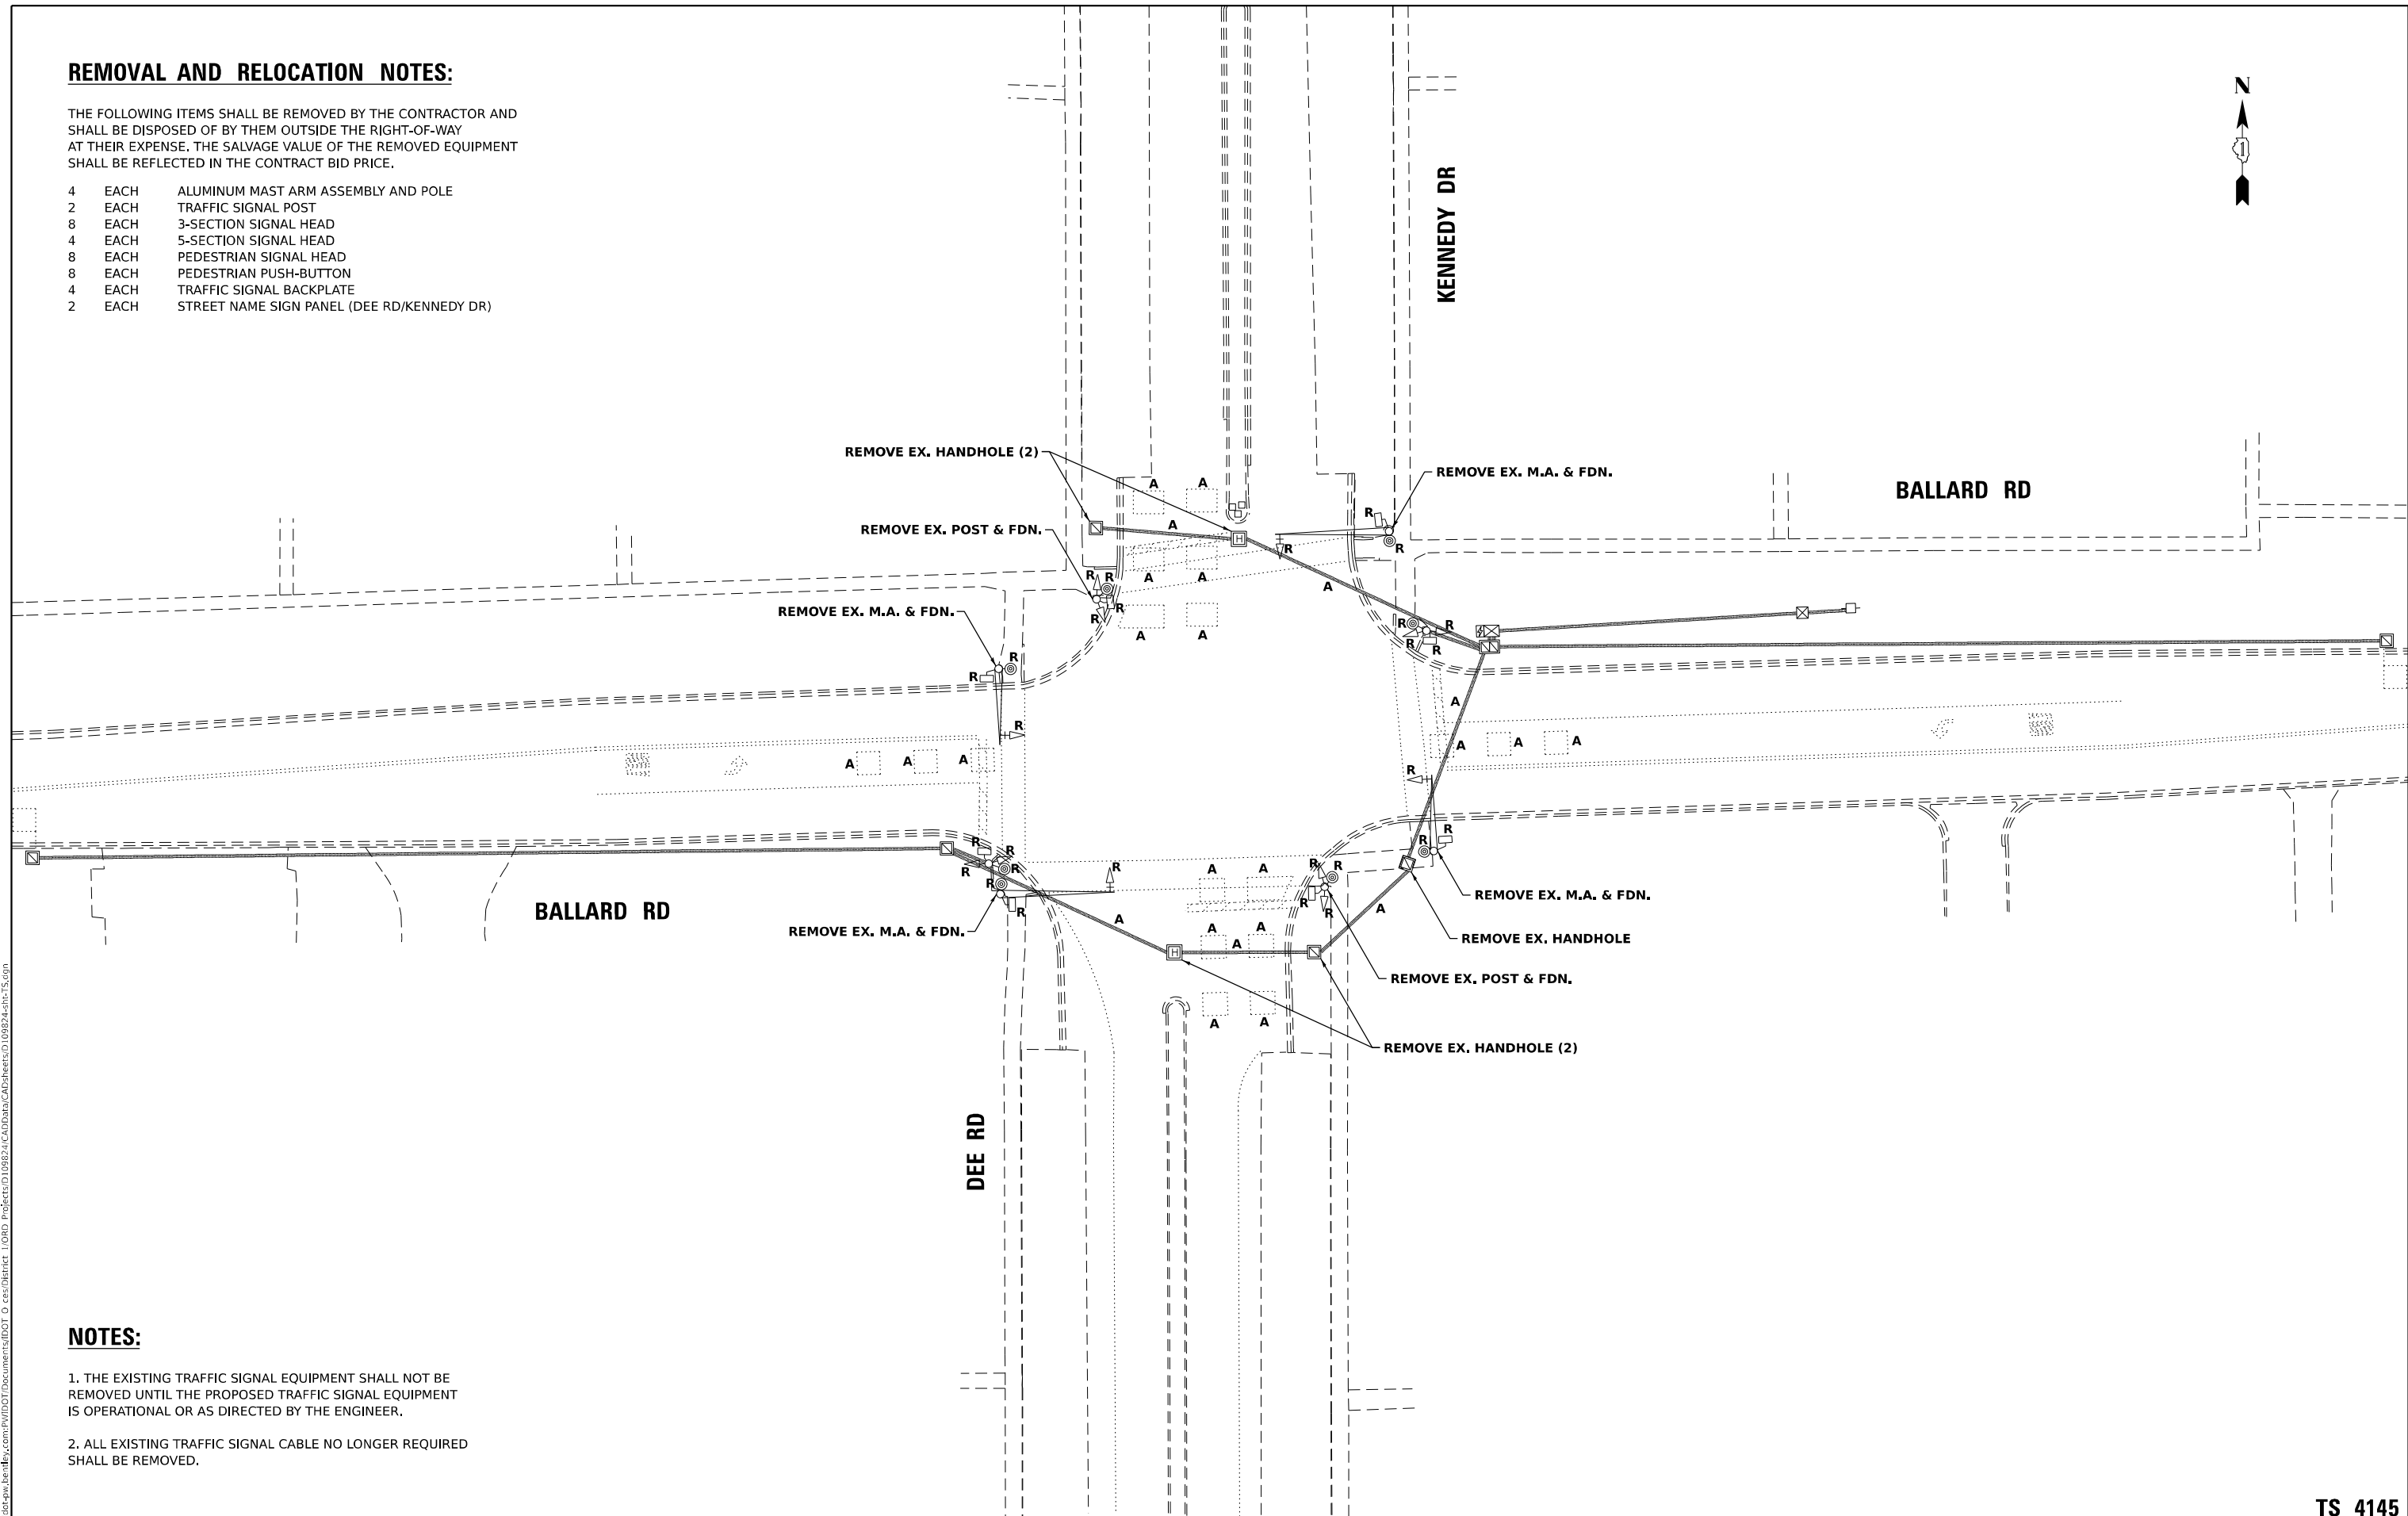 REMOVAL AND RELOCATION NOTES:
THE FOLLOWING ITEMS SHALL BE REMOVED BY THE CONTRACTOR AND
SHALL BE DISPOSED OF BY THEM OUTSIDE THE RIGHT-OF-WAY
AT THEIR EXPENSE. THE SALVAGE VALUE OF THE REMOVED EQUIPMENT
SHALL BE REFLECTED IN THE CONTRACT BID PRICE.
4 EACH ALUMINUM MAST ARM ASSEMBLY AND POLE
2 EACH TRAFFIC SIGNAL POST
8 EACH 3-SECTION SIGNAL HEAD
4 EACH 5-SECTION SIGNAL HEAD
8 EACH PEDESTRIAN SIGNAL HEAD
8 EACH PEDESTRIAN PUSH-BUTTON
4 EACH TRAFFIC SIGNAL BACKPLATE
2 EACH STREET NAME SIGN PANEL (DEE RD/KENNEDY DR)
N
1
KENNEDY DR
REMOVE EX. HANDHOLE (2)
REMOVE EX. M.A. & FDN.
BALLARD RD
A A
R
REMOVE EX. POST & FDN.
A
H
R
R
R R
A A
A
REMOVE EX. M.A. & FDN.
R
R
A A
R R
R R
R
R
A
R
A A A
A A A
R
R
R
R R
R
R
R
R
A A
R R
REMOVE EX. M.A. & FDN.
BALLARD RD
R
A
R R
A
REMOVE EX. M.A. & FDN.
A A
A
H
REMOVE EX. HANDHOLE
REMOVE EX. POST & FDN.
A A
REMOVE EX. HANDHOLE (2)
DEE RD
NOTES:
1. THE EXISTING TRAFFIC SIGNAL EQUIPMENT SHALL NOT BE
REMOVED UNTIL THE PROPOSED TRAFFIC SIGNAL EQUIPMENT
IS OPERATIONAL OR AS DIRECTED BY THE ENGINEER.
2. ALL EXISTING TRAFFIC SIGNAL CABLE NO LONGER REQUIRED
SHALL BE REMOVED.
TS 4145